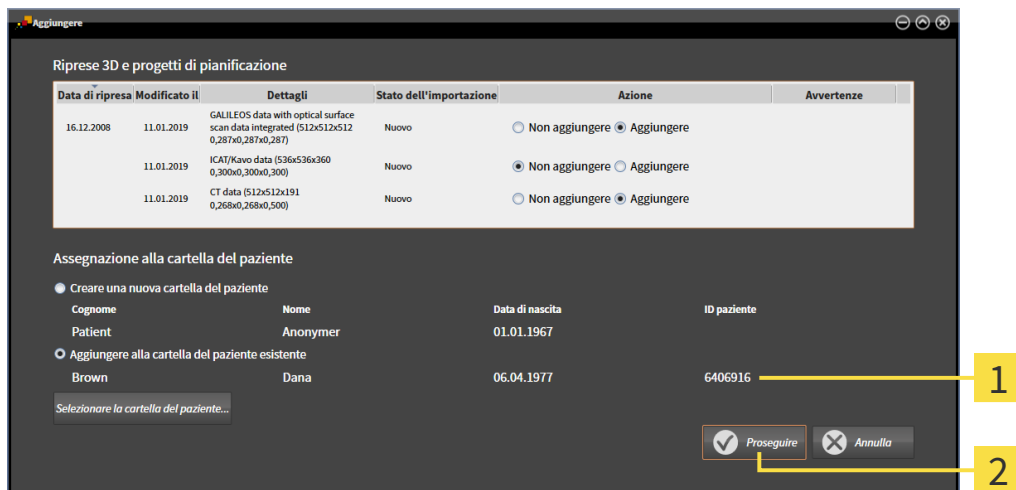 Aggiungere
Riprese 3D e progetti di pianificazione
Data di ripresa Modificato il Dettagli Stato dell'importazione Azione Avvertenze
GALILEOS data with optical surface
16.12.2008 11.01.2019 scan data integrated (512x512x512 Nuovo Non aggiungere Aggiungere
0,287x0,287x0,287)
ICAT/Kavo data (536x536x360
11.01.2019 0,300x0,300x0,300) Nuovo Non aggiungere Aggiungere
CT data (512x512x191
11.01.2019 0,268x0,268x0,500) Nuovo Non aggiungere Aggiungere
Assegnazione alla cartella del paziente
Creare una nuova cartella del paziente
Cognome Nome Data di nascita ID paziente
Patient Anonymer 01.01.1967
Aggiungere alla cartella del paziente esistente
Brown Dana 06.04.1977 6406916 1
Selezionare la cartella del paziente...
Proseguire Annulla
2